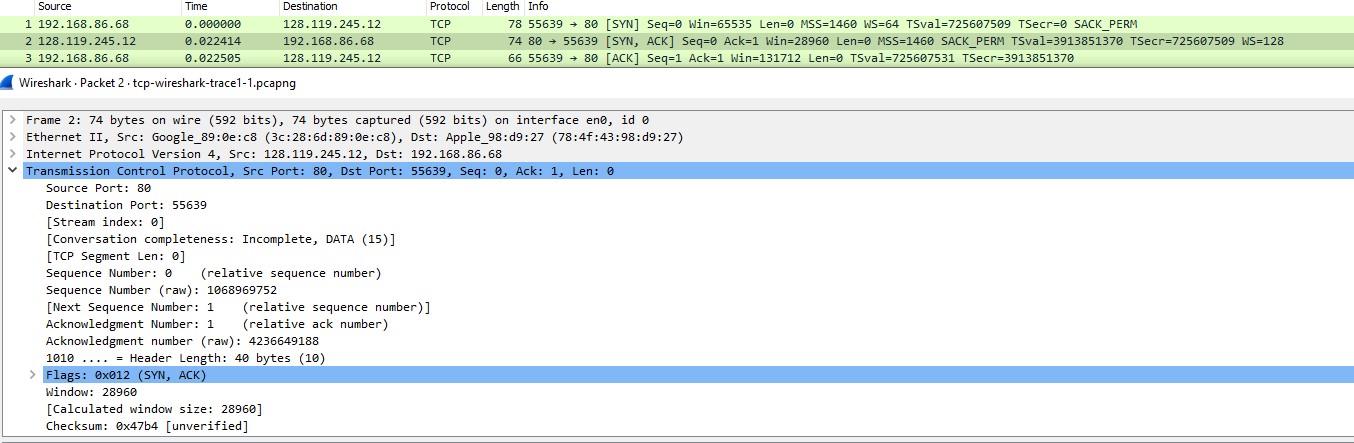 Source Time Destination Protocol Length Info
1 192.168.86.68 0.000000 128.119.245.12 TCP 78 55639 → 80 [SYN] Seq=0 Win=65535 Len=0 MSS=1460 WS=64 TSval=725607509 TSecr=0 SACK_PERM
2 128.119.245.12 0.022414 192.168.86.68 TCP 74 80 → 55639 [SYN, ACK] Seq=0 Ack=1 Win=28960 Len=0 MSS=1460 SACK_PERM TSval=3913851370 TSecr=725607509 WS=128
3 192.168.86.68 0.022505 128.119.245.12 TCP 66 55639 → 80 [ACK] Seq=1 Ack=1 Win=131712 Len=0 TSval=725607531 TSecr=3913851370
Wireshark · Packet 2 · tcp-wireshark-trace1-1.pcapng
Frame 2: 74 bytes on wire (592 bits), 74 bytes captured (592 bits) on interface en0, id 0
Ethernet II, Src: Google_89:0e:c8 (3c:28:6d:89:0e:c8), Dst: Apple_98:d9:27 (78:4f:43:98:d9:27)
Internet Protocol Version 4, Src: 128.119.245.12, Dst: 192.168.86.68
Transmission Control Protocol, Src Port: 80, Dst Port: 55639, Seq: 0, Ack: 1, Len: 0
Source Port: 80
Destination Port: 55639
[Stream index: 0]
[Conversation completeness: Incomplete, DATA (15)]
[TCP Segment Len: 0]
Sequence Number: 0 (relative sequence number)
Sequence Number (raw): 1068969752
[Next Sequence Number: 1 (relative sequence number)]
Acknowledgment Number: 1 (relative ack number)
Acknowledgment number (raw): 4236649188
1010 .... = Header Length: 40 bytes (10)
Flags: 0x012 (SYN, ACK)
Window: 28960
[Calculated window size: 28960]
Checksum: 0x47b4 [unverified]